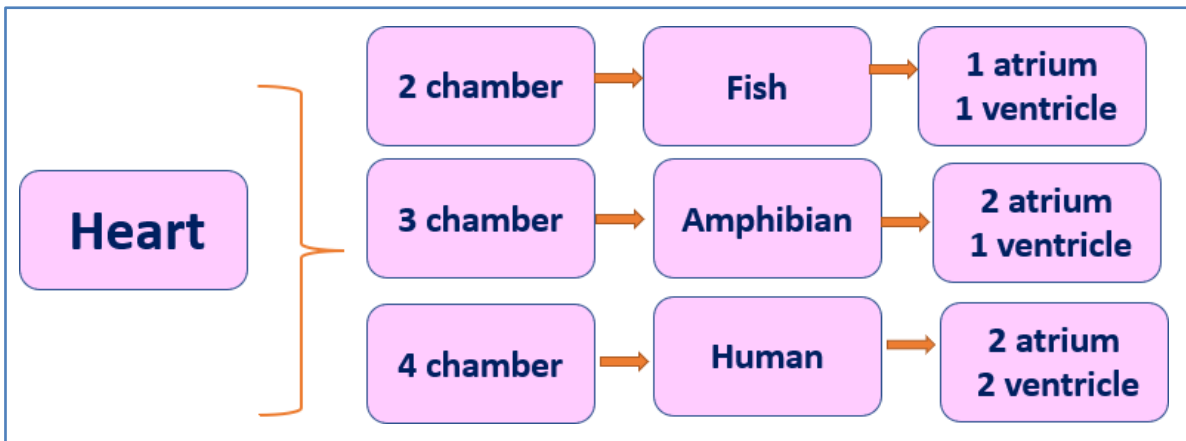 Heart
2 chamber
Fish
1 atrium
1 ventricle
3 chamber
Amphibian
2 atrium
1 ventricle
4 chamber
Human
2 atrium
2 ventricle